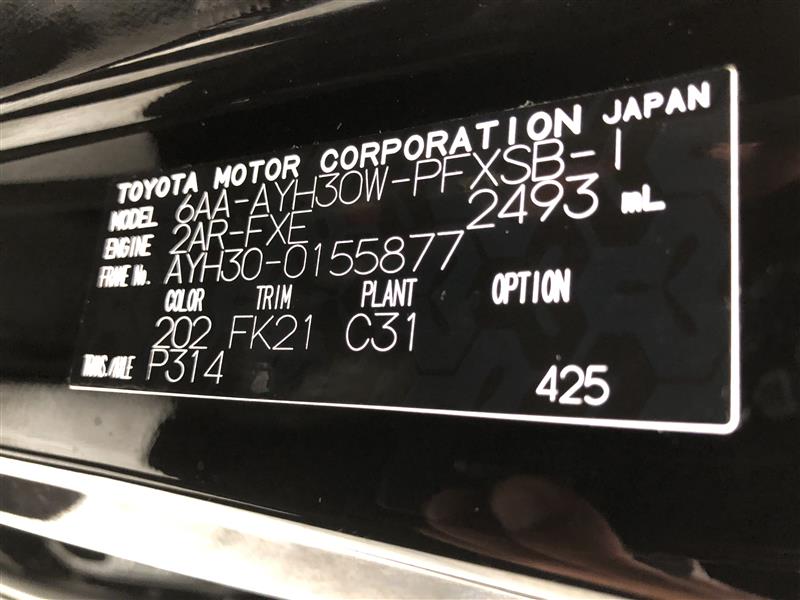 TOYOTA MOTOR CORPORATION JAPAN
MODEL 6AA-AYH30W-PFXSB-I
ENGINE 2AR-FXE 2493 mL
FRAME No. AYH30-0155877
COLOR TRIM PLANT OPTION
202 FK21 C31
TRANS./AXLE P314
425